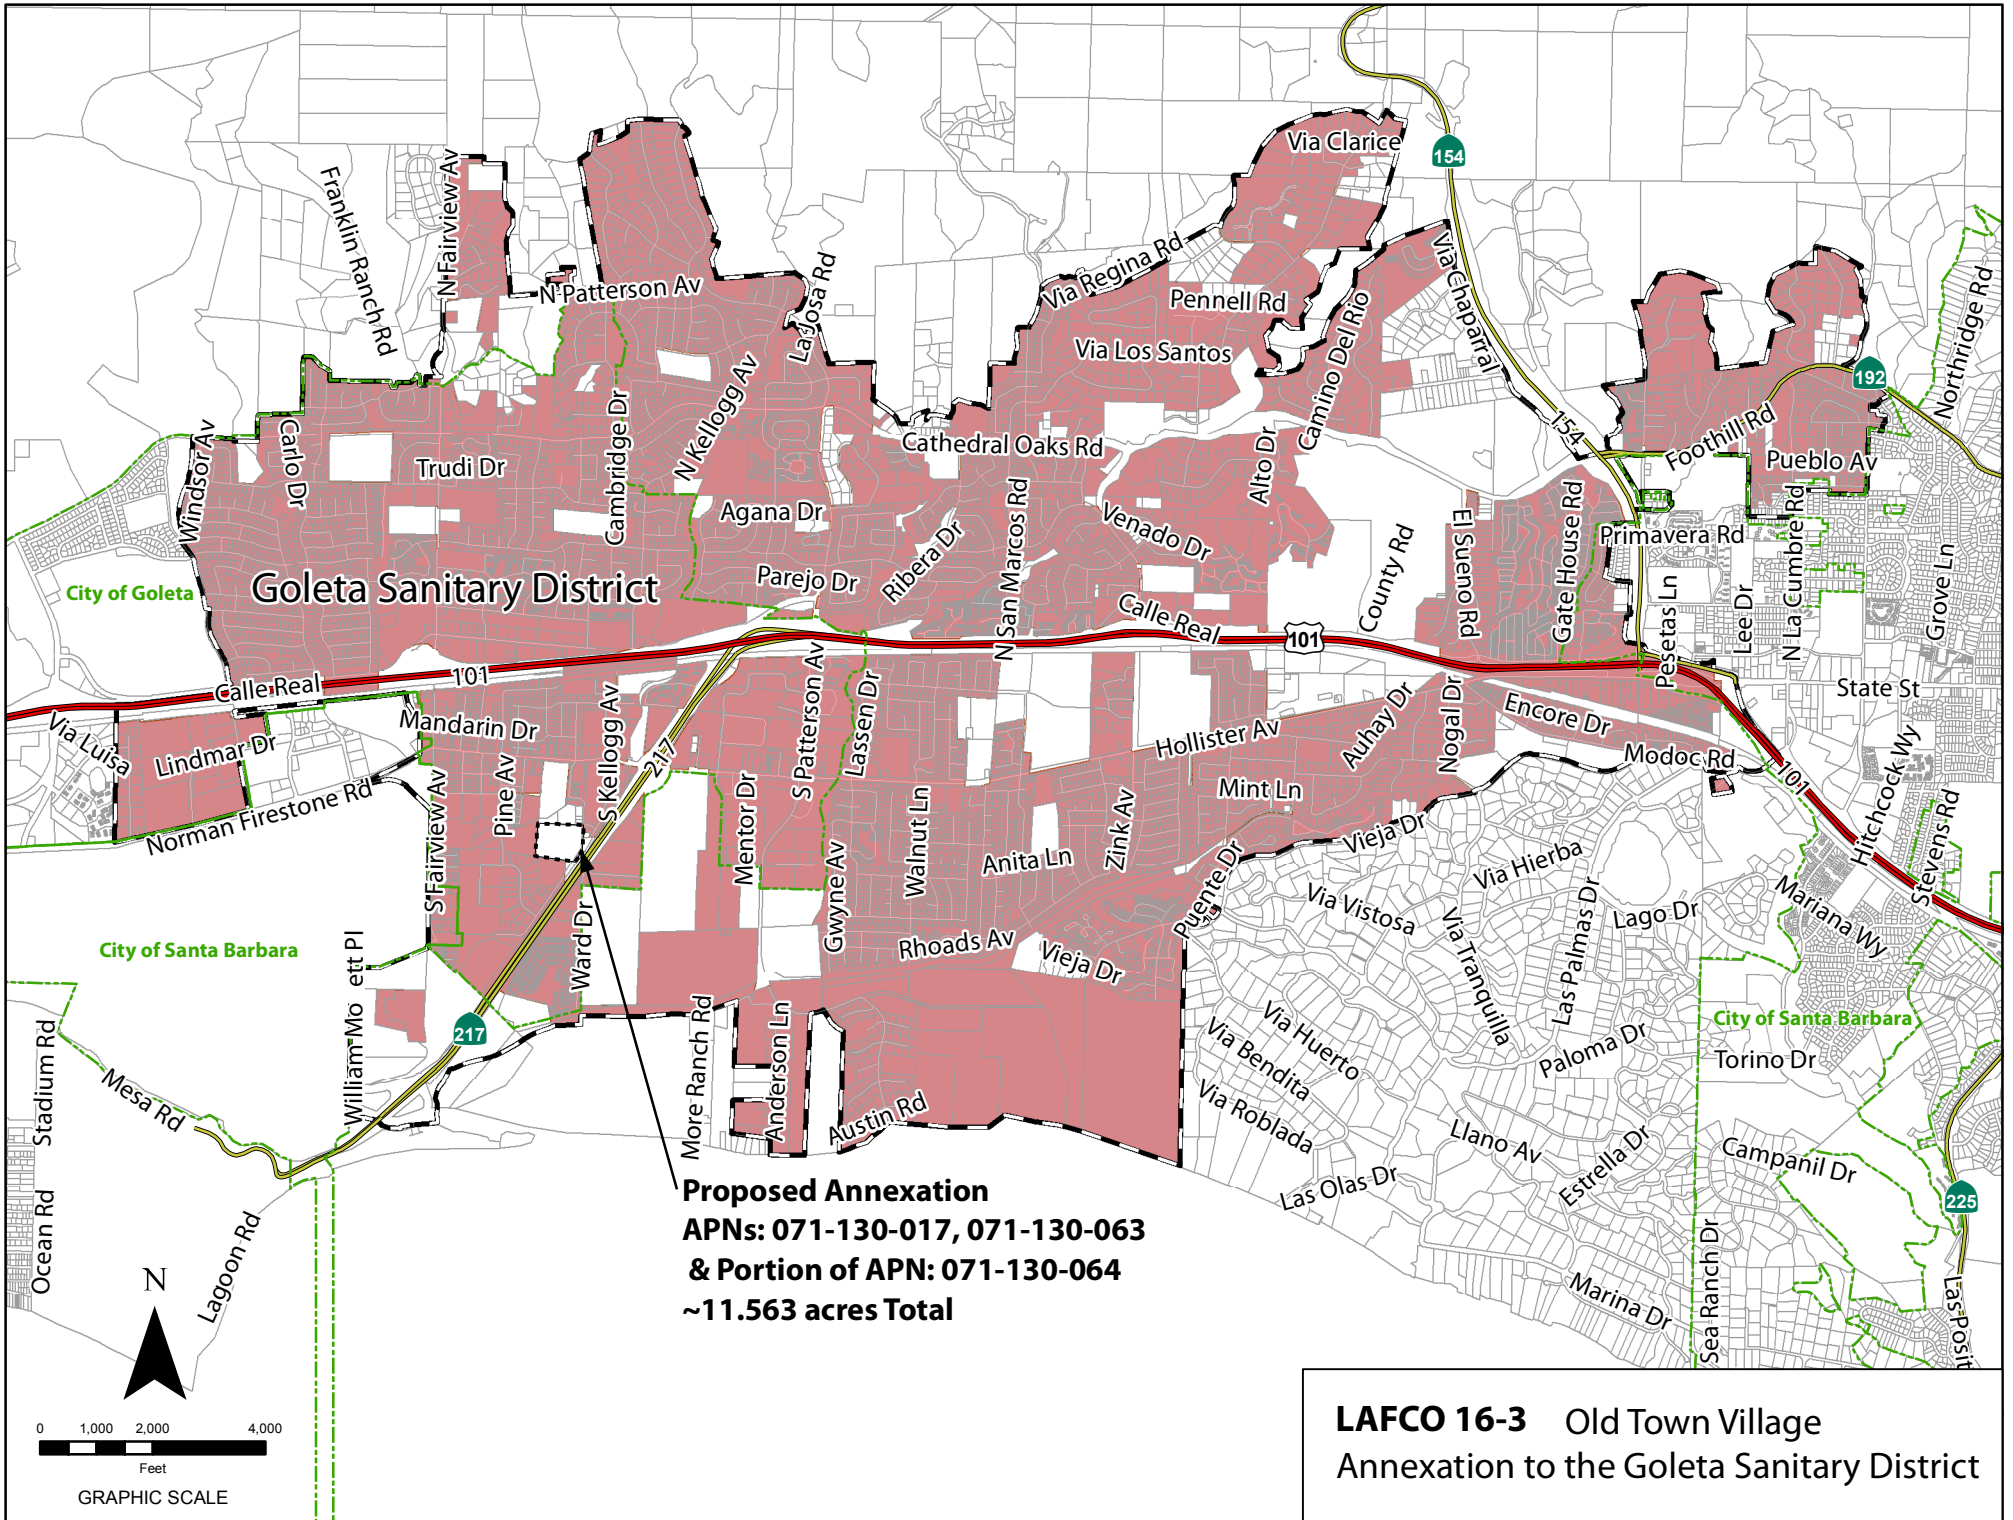 Via Clarice
154
Franklin Ranch Rd
N Fairview Av
N Patterson Av
La Josa Rd
Via Regina Rd
Pennell Rd
Via Los Santos
Camino Del Rio
Via Chaparral
192
Northridge Rd
Windsor Av
Carlo Dr
Trudi Dr
Cambridge Dr
N Kellogg Av
Cathedral Oaks Rd
Alto Dr
154
Foothill Rd
Pueblo Av
Agana Dr
Ribera Dr
N San Marcos Rd
Venado Dr
County Rd
El Sueno Rd
Gate House Rd
Primavera Rd
N La Cumbre Rd
Grove Ln
City of Goleta
Goleta Sanitary District
Parejo Dr
Calle Real
101
Pesetas Ln
Lee Dr
Calle Real
101
State St
Via Luisa
Lindmar Dr
Mandarin Dr
S Kellogg Av
217
S Patterson Av
Lassen Dr
Hollister Av
Auhay Dr
Nogal Dr
Encore Dr
Modoc Rd
101
Hitchcock Wy
Norman Firestone Rd
S Fairview Av
Pine Av
Mentor Dr
Gwyne Av
Walnut Ln
Anita Ln
Zink Av
Mint Ln
Vieja Dr
Puente Dr
Via Hierba
Stevens Rd
Via Vistosa
Via Tranquilla
Las Palmas Dr
Lago Dr
Mariana Wy
City of Santa Barbara
William Mo ett Pl
Ward Dr
Rhoads Av
Vieja Dr
217
More Ranch Rd
Anderson Ln
Austin Rd
Via Huerto
Via Bendita
Via Roblada
Paloma Dr
City of Santa Barbara
Torino Dr
Stadium Rd
Mesa Rd
Ocean Rd
Lagoon Rd
Llano Av
Estrella Dr
Campanil Dr
Las Olas Dr
225
Marina Dr
Sea Ranch Dr
Las Posit
Proposed Annexation
APNs: 071-130-017, 071-130-063
& Portion of APN: 071-130-064
~11.563 acres Total
N
0 1,000 2,000 4,000
Feet
GRAPHIC SCALE
LAFCO 16-3 Old Town Village
Annexation to the Goleta Sanitary District